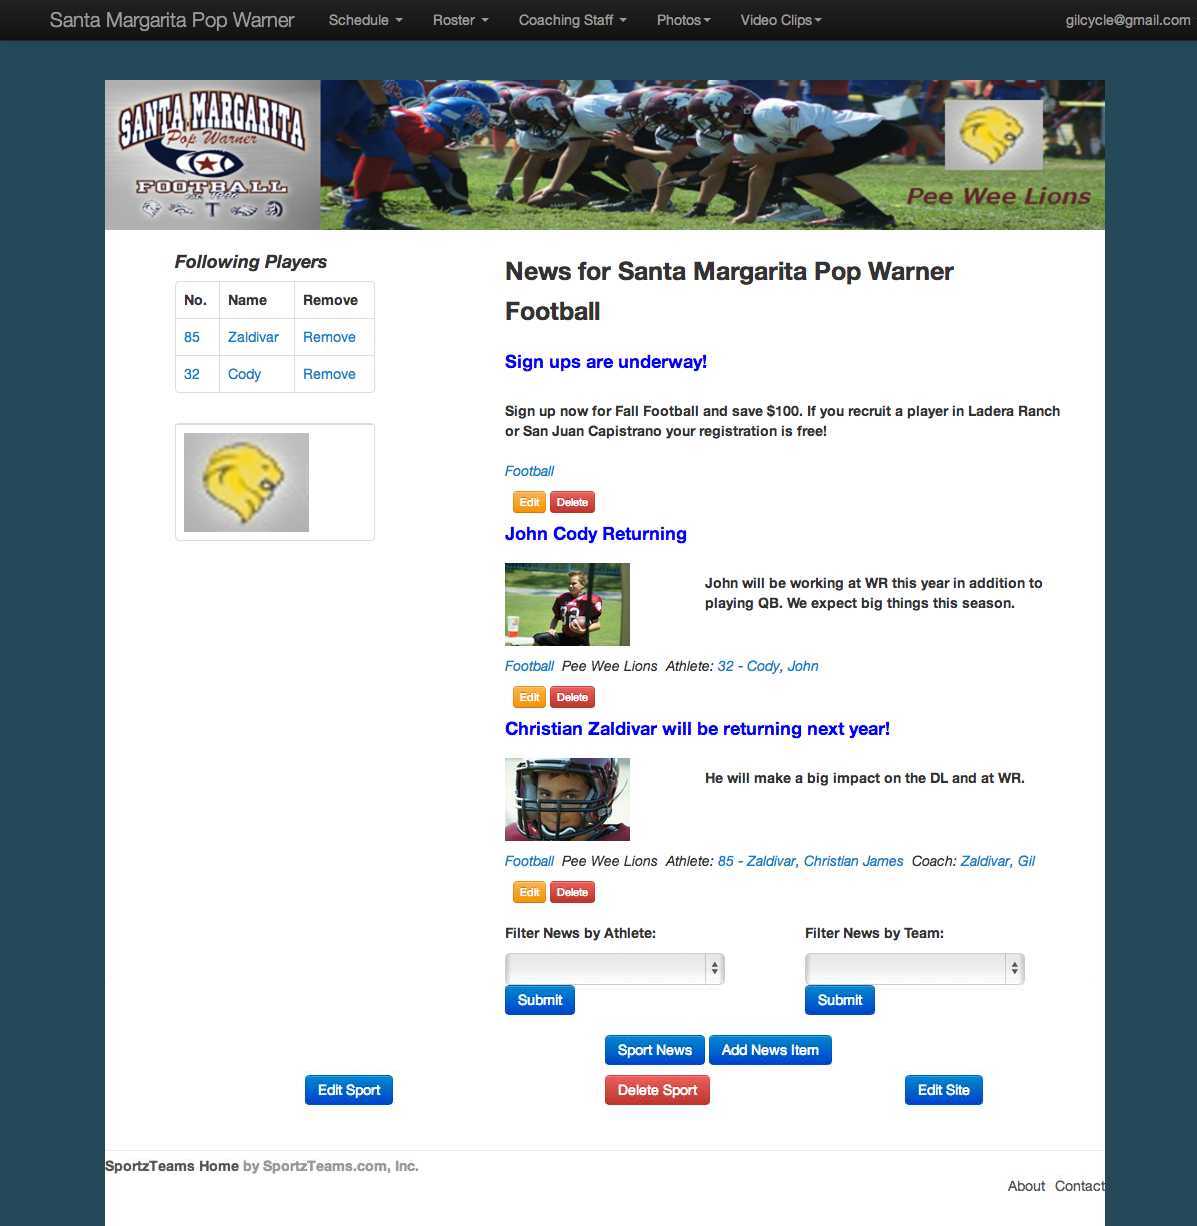 Santa Margarita Pop Warner Schedule Roster Coaching Staff Photos Video Clips gilcycle@gmail.com
SANTA MARGARITA
Pop Warner
FOOTBALL
Pee Wee Lions
Following Players
No. Name Remove
85 Zaldivar Remove
32 Cody Remove
News for Santa Margarita Pop Warner
Football
Sign ups are underway!
Sign up now for Fall Football and save $100. If you recruit a player in Ladera Ranch
or San Juan Capistrano your registration is free!
Football
Edit Delete
John Cody Returning
32
John will be working at WR this year in addition to
playing QB. We expect big things this season.
Football Pee Wee Lions Athlete: 32 - Cody, John
Edit Delete
Christian Zaldivar will be returning next year!
He will make a big impact on the DL and at WR.
Football Pee Wee Lions Athlete: 85 - Zaldivar, Christian James Coach: Zaldivar, Gil
Edit Delete
Filter News by Athlete: Filter News by Team:
Submit Submit
Sport News Add News Item
Edit Sport Delete Sport Edit Site
SportzTeams Home by SportzTeams.com, Inc.
About Contact